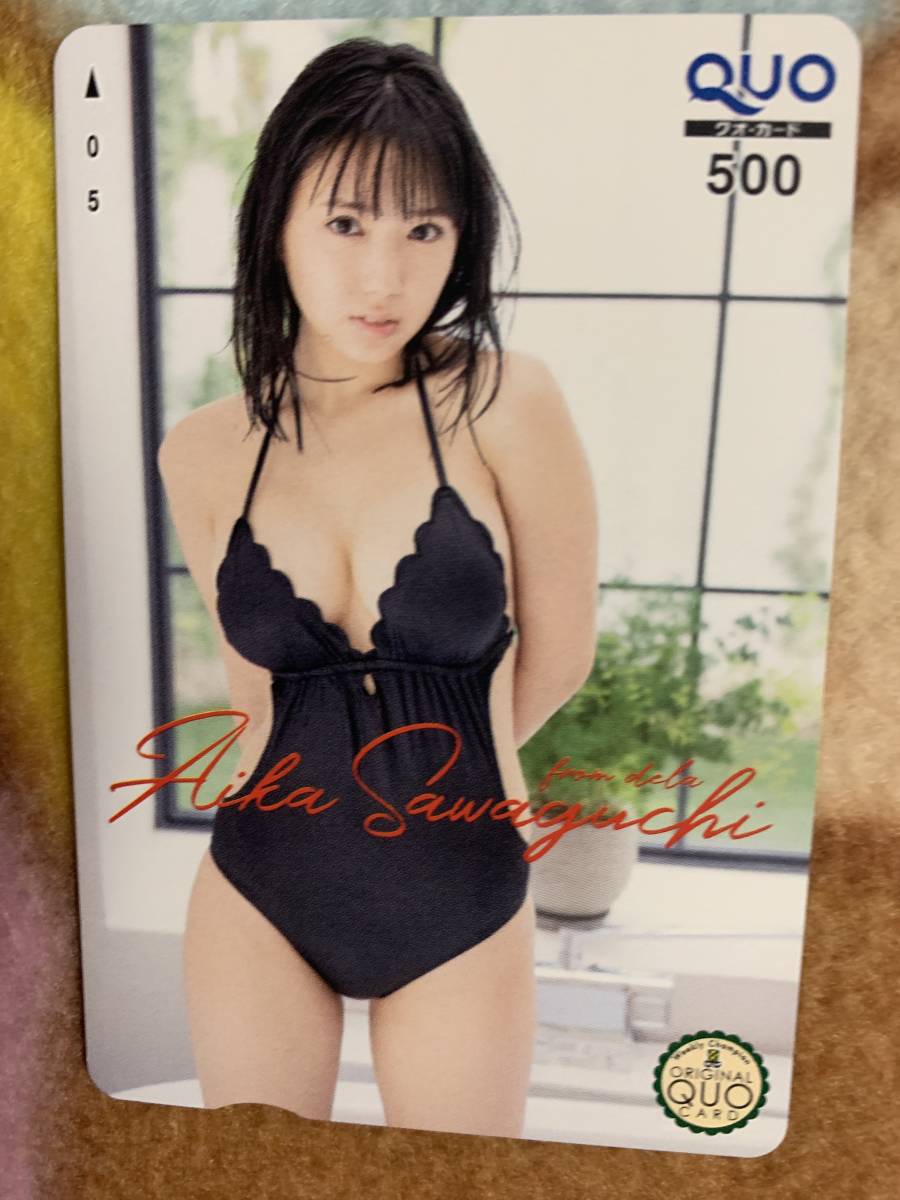 ▲
0
5
QUO
クオ・カード
500
from dela
Aika Sawaguchi
Weekly Champion
ORIGINAL
QUO
CARD